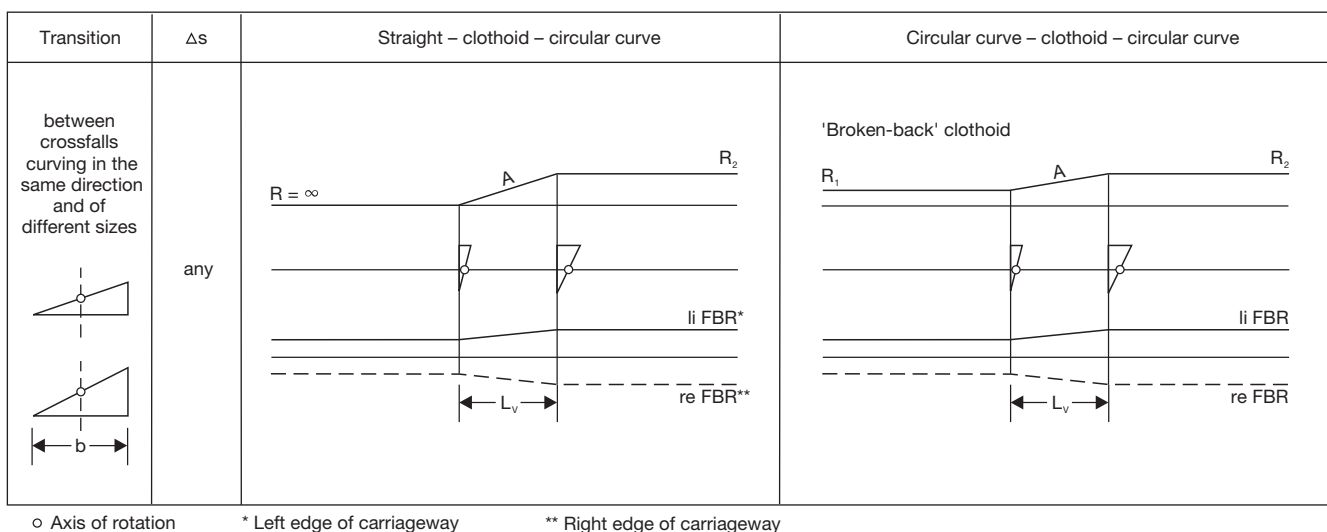 Transition
∆s
Straight – clothoid – circular curve
Circular curve – clothoid – circular curve
between
crossfalls
curving in the
same direction
and of
different sizes
b
any
R = ∞
A
R₂
li FBR*
re FBR**
Lᵥ
'Broken-back' clothoid
R₁
A
R₂
li FBR
re FBR
Lᵥ
o Axis of rotation
* Left edge of carriageway
** Right edge of carriageway